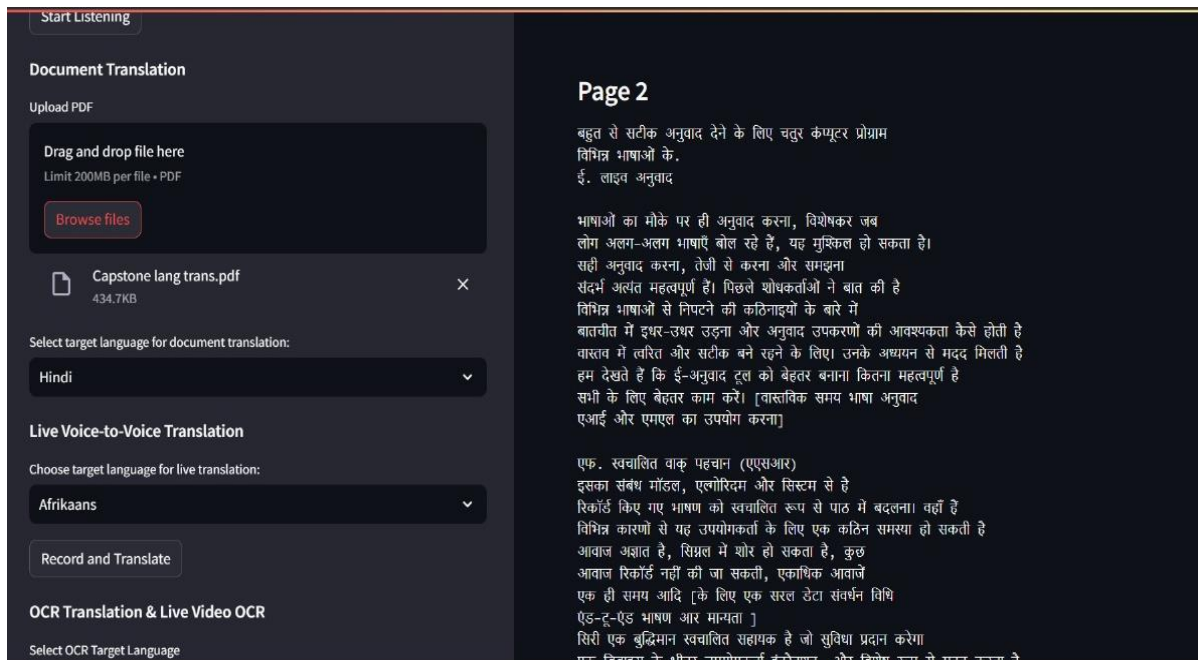 Start Listening
Document Translation
Upload PDF
Drag and drop file here
Limit 200MB per file • PDF
Browse files
Capstone lang trans.pdf
434.7KB
Select target language for document translation:
Hindi
Live Voice-to-Voice Translation
Choose target language for live translation:
Afrikaans
Record and Translate
OCR Translation & Live Video OCR
Select OCR Target Language
Page 2
बहुत से सटीक अनुवाद देने के लिए चतुर कंप्यूटर प्रोग्राम
विभिन्न भाषाओं के.
ई. लाइव अनुवाद
भाषाओं का मौके पर ही अनुवाद करना, विशेषकर जब
लोग अलग-अलग भाषाएँ बोल रहे हैं, यह मुश्किल हो सकता है।
सही अनुवाद करना, तेजी से करना और समझना
संदर्भ अत्यंत महत्वपूर्ण हैं। पिछले शोधकर्ताओं ने बात की है
विभिन्न भाषाओं से निपटने की कठिनाइयों के बारे में
बातचीत में इधर-उधर उड़ना और अनुवाद उपकरणों की आवश्यकता कैसे होती है
वास्तव में त्वरित और सटीक बने रहने के लिए। उनके अध्ययन से मदद मिलती है
हम देखते हैं कि ई-अनुवाद टूल को बेहतर बनाना कितना महत्वपूर्ण है
सभी के लिए बेहतर काम करें। [वास्तविक समय भाषा अनुवाद
एआई और एमएल का उपयोग करना]
एफ. स्वचालित वाक् पहचान (एएसआर)
इसका संबंध मॉडल, एल्गोरिदम और सिस्टम से है
रिकॉर्ड किए गए भाषण को स्वचालित रूप से पाठ में बदलना। वहाँ हैं
विभिन्न कारणों से यह उपयोगकर्ता के लिए एक कठिन समस्या हो सकती है
आवाज अज्ञात है, सिग्नल में शोर हो सकता है, कुछ
आवाज रिकॉर्ड नहीं की जा सकती, एकाधिक आवाजें
एक ही समय आदि [के लिए एक सरल डेटा संवर्धन विधि
एंड-टू-एंड भाषण आर मान्यता ]
सिरी एक बुद्धिमान स्वचालित सहायक है जो सुविधा प्रदान करेगा